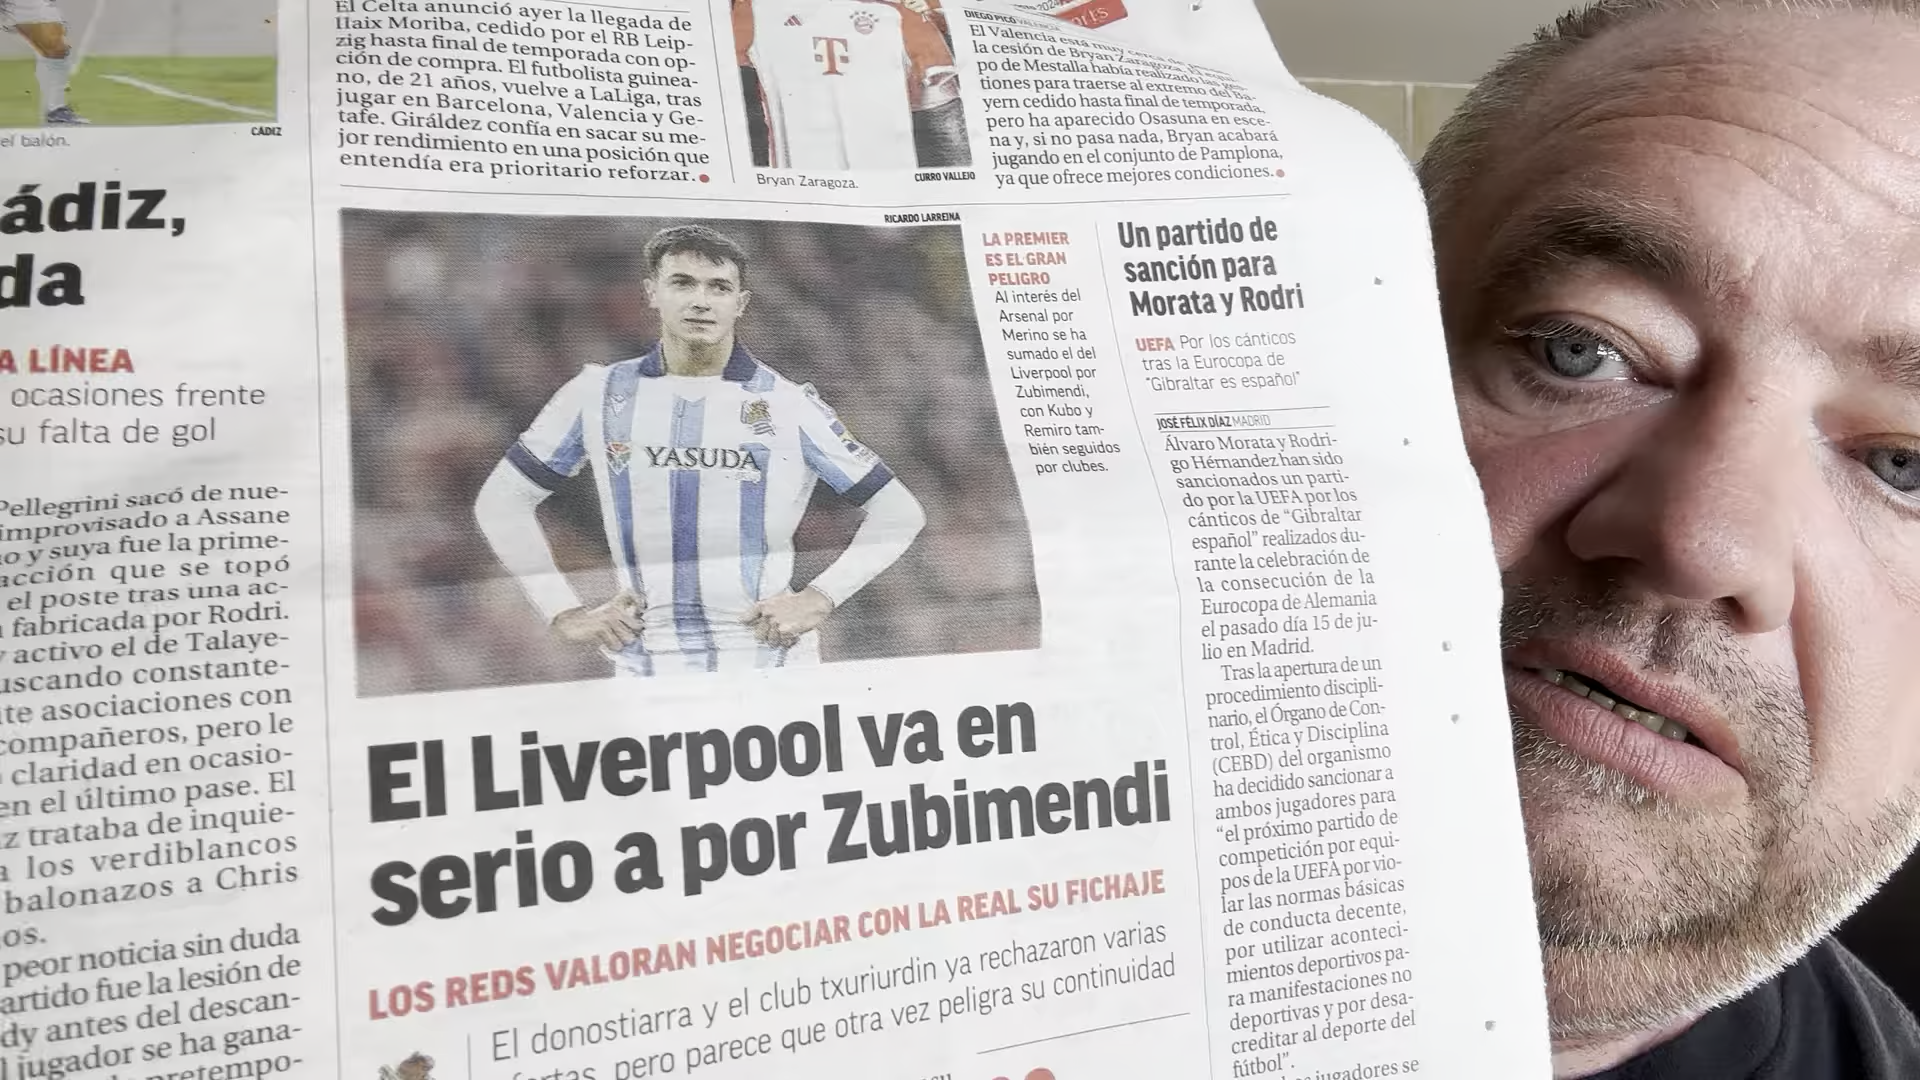 el balón.
CÁDIZ
ádiz,
da
A LÍNEA
ocasiones frente
su falta de gol
Pellegrini sacó de nue-
improvisado a Assane
o y suya fue la prime-
acción que se topó
el poste tras una ac-
fabricada por Rodri.
y activo el de Talaye-
uscando constante-
te asociaciones con
compañeros, pero le
claridad en ocasio-
en el último pase. El
z trataba de inquie-
a los verdiblancos
balonazos a Chris
os.
peor noticia sin duda
artido fue la lesión de
dy antes del descan-
l jugador se ha gana-
pretempo-
El Celta anunció ayer la llegada de
Ilaix Moriba, cedido por el RB Leip-
zig hasta final de temporada con op-
ción de compra. El futbolista guinea-
no, de 21 años, vuelve a LaLiga, tras
jugar en Barcelona, Valencia y Ge-
tafe. Giráldez confía en sacar su me-
jor rendimiento en una posición que
entendía era prioritario reforzar.
T
Bryan Zaragoza.
CURRO VALLEJO
DIEGO PICÓ
El Valencia está muy cerca de
la cesión de Bryan Zaragoza. El
po de Mestalla había realizado las
tiones para traerse al extremo del Ba-
yern cedido hasta final de temporada,
pero ha aparecido Osasuna en esce-
na y, si no pasa nada, Bryan acabará
jugando en el conjunto de Pamplona,
ya que ofrece mejores condiciones.
RICARDO LARREINA
YASUDA
LA PREMIER
ES EL GRAN
PELIGRO
Al interés del
Arsenal por
Merino se ha
sumado el del
Liverpool por
Zubimendi,
con Kubo y
Remiro tam-
bién seguidos
por clubes.
El Liverpool va en
serio a por Zubimendi
LOS REDS VALORAN NEGOCIAR CON LA REAL SU FICHAJE
El donostiarra y el club txuriurdin ya rechazaron varias
pero parece que otra vez peligra su continuidad
Un partido de
sanción para
Morata y Rodri
UEFA Por los cánticos
tras la Eurocopa de
"Gibraltar es español"
JOSÉ FÉLIX DÍAZ MADRID
Álvaro Morata y Rodri-
go Hérnandez han sido
sancionados un parti-
do por la UEFA por los
cánticos de “Gibraltar
español” realizados du-
rante la celebración de
la consecución de la
Eurocopa de Alemania
el pasado día 15 de ju-
lio en Madrid.
Tras la apertura de un
procedimiento discipli-
nario, el Órgano de Con-
trol, Ética y Disciplina
(CEBD) del organismo
ha decidido sancionar a
ambos jugadores para
“el próximo partido de
competición por equi-
pos de la UEFA por vio-
lar las normas básicas
de conducta decente,
por utilizar aconteci-
mientos deportivos pa-
ra manifestaciones no
deportivas y por desa-
creditar al deporte del
fútbol”.
jugadores se